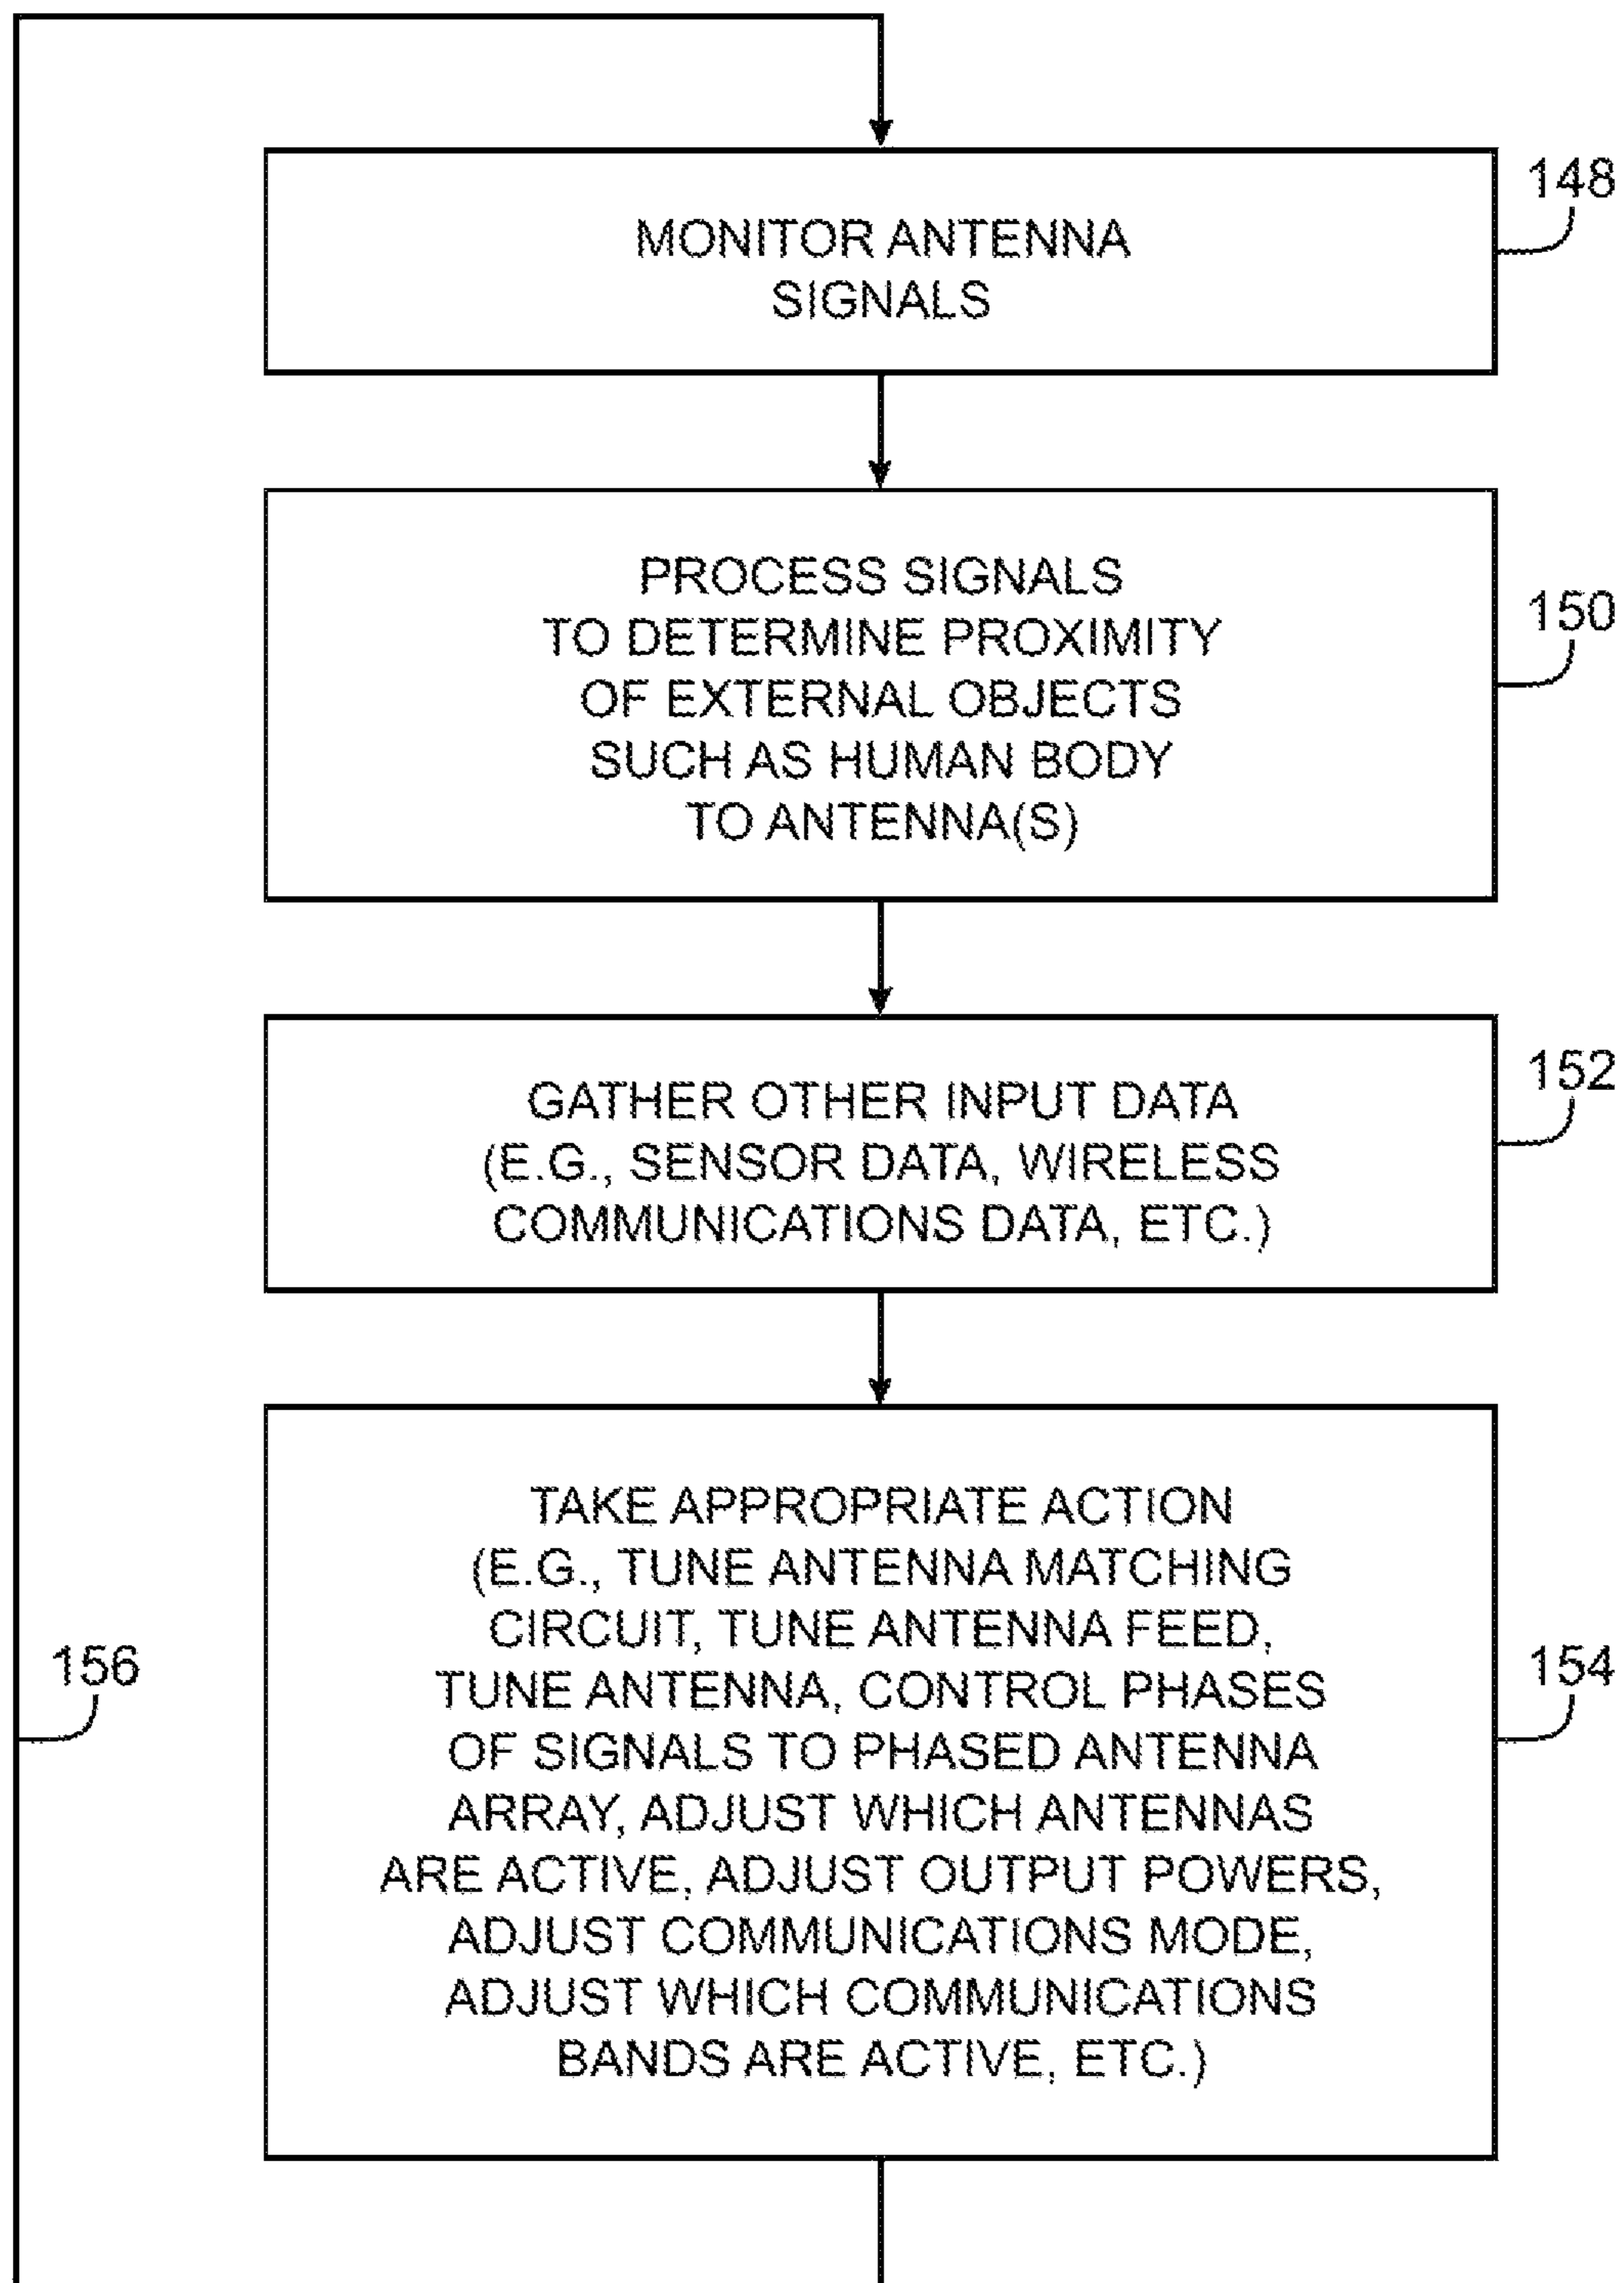 MONITOR ANTENNA
SIGNALS
148
PROCESS SIGNALS
TO DETERMINE PROXIMITY
OF EXTERNAL OBJECTS
SUCH AS HUMAN BODY
TO ANTENNA(S)
150
GATHER OTHER INPUT DATA
(E.G., SENSOR DATA, WIRELESS
COMMUNICATIONS DATA, ETC.)
152
TAKE APPROPRIATE ACTION
(E.G., TUNE ANTENNA MATCHING
CIRCUIT, TUNE ANTENNA FEED,
TUNE ANTENNA, CONTROL PHASES
OF SIGNALS TO PHASED ANTENNA
ARRAY, ADJUST WHICH ANTENNAS
ARE ACTIVE, ADJUST OUTPUT POWERS,
ADJUST COMMUNICATIONS MODE,
ADJUST WHICH COMMUNICATIONS
BANDS ARE ACTIVE, ETC.)
154
156